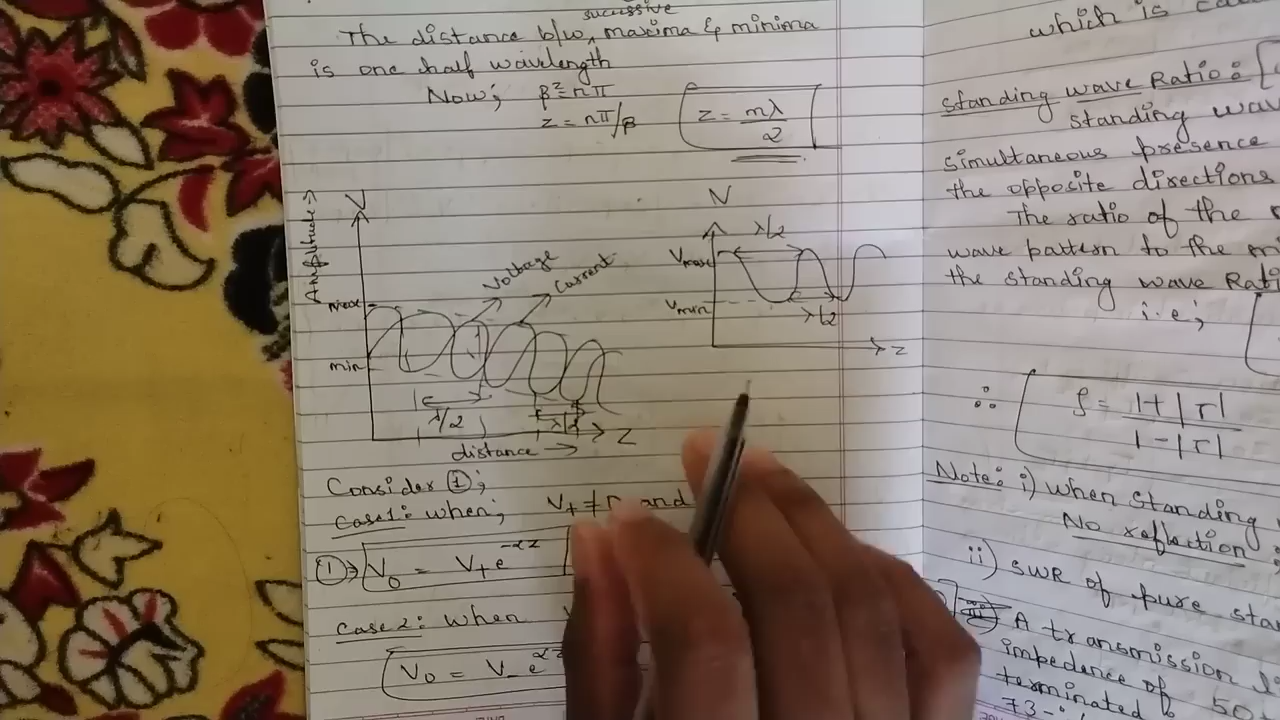 successive
The distance b/w, maxima & minima
is one half wavelength
Now; βz=nπ
z = nπ/β
z = mλ/2
Amplitude →
V
max
min
Voltage
Current
λ/2
λ/2
distance →
Z
V
Vmax
Vmin
λ/2
λ/2
z
Consider ①;
Case1: when; V+ ≠ and
① ⇒ V0 = V+ e^-αz
Case2: when
V0 = V- e^αz
which is
Standing wave Ratio:
standing wav
simultaneous presence
the opposite directions
The ratio of the
wave pattern to the
the standing wave Rati
i.e;
∴ ρ = 1+|Γ| / 1-|Γ|
Note: i) when standing
No reflection
ii) SWR of pure sta
A transmission
impedence of 50
terminated
73-